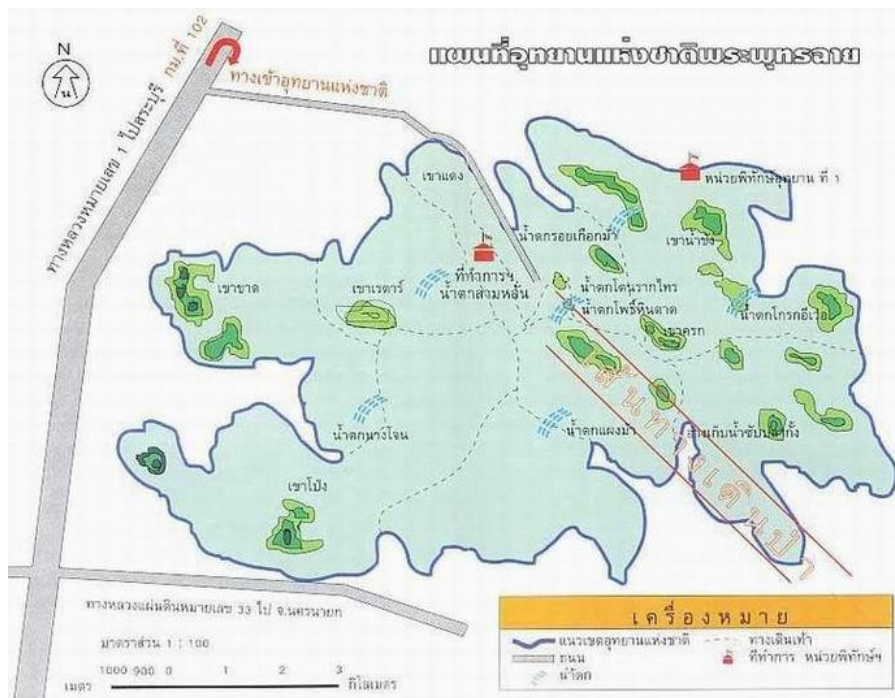 แผนที่อุทยานแห่งชาติพระพุทธฉาย
N
น
ทางหลวงหมายเลข 1 ไปสระบุรี กม.ที่ 102
ทางเข้าอุทยานแห่งชาติ
เขาแดง
หน่วยพิทักษ์อุทยาน ที่ 1
น้ำตกรอยเกือกม้า
เขาน้ำซับ
ที่ทำการฯ
น้ำตกสามหลั่น
เขาเรดาร์
เขาขาด
น้ำตกโตนรากไทร
น้ำตกโพธิ์หินดาด
น้ำตกโกรกอีเร่อ
เขาครก
น้ำตกนางโจน
น้ำตกแผงม้า
เส้นทางเดินป่า
เขาโป่ง
ทางหลวงแผ่นดินหมายเลข 33 ไป จ.นครนายก
มาตราส่วน 1 : 100
1000 900 0 1 2 3
เมตร กิโลเมตร
เครื่องหมาย
แนวเขตอุทยานแห่งชาติ ทางเดินเท้า
ถนน ที่ทำการ หน่วยพิทักษ์ฯ
น้ำตก